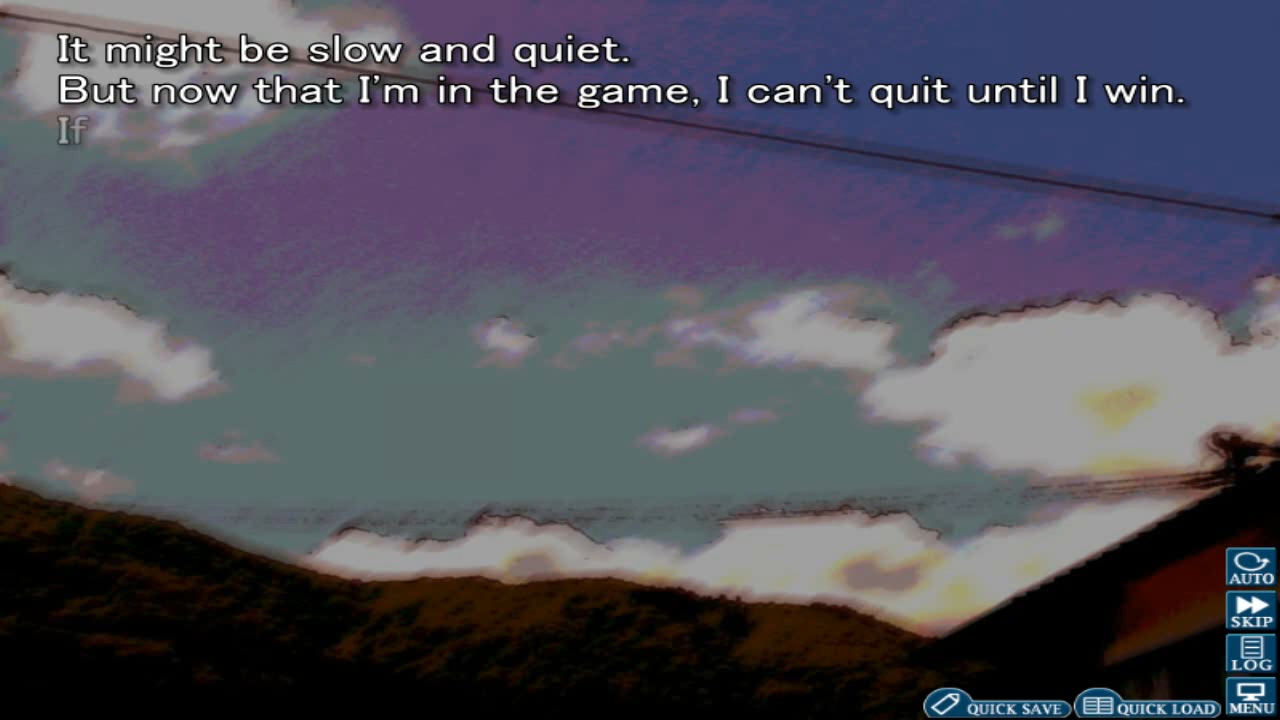 It might be slow and quiet.
But now that I'm in the game, I can't quit until I win.
If
AUTO
SKIP
LOG
MENU
QUICK SAVE
QUICK LOAD